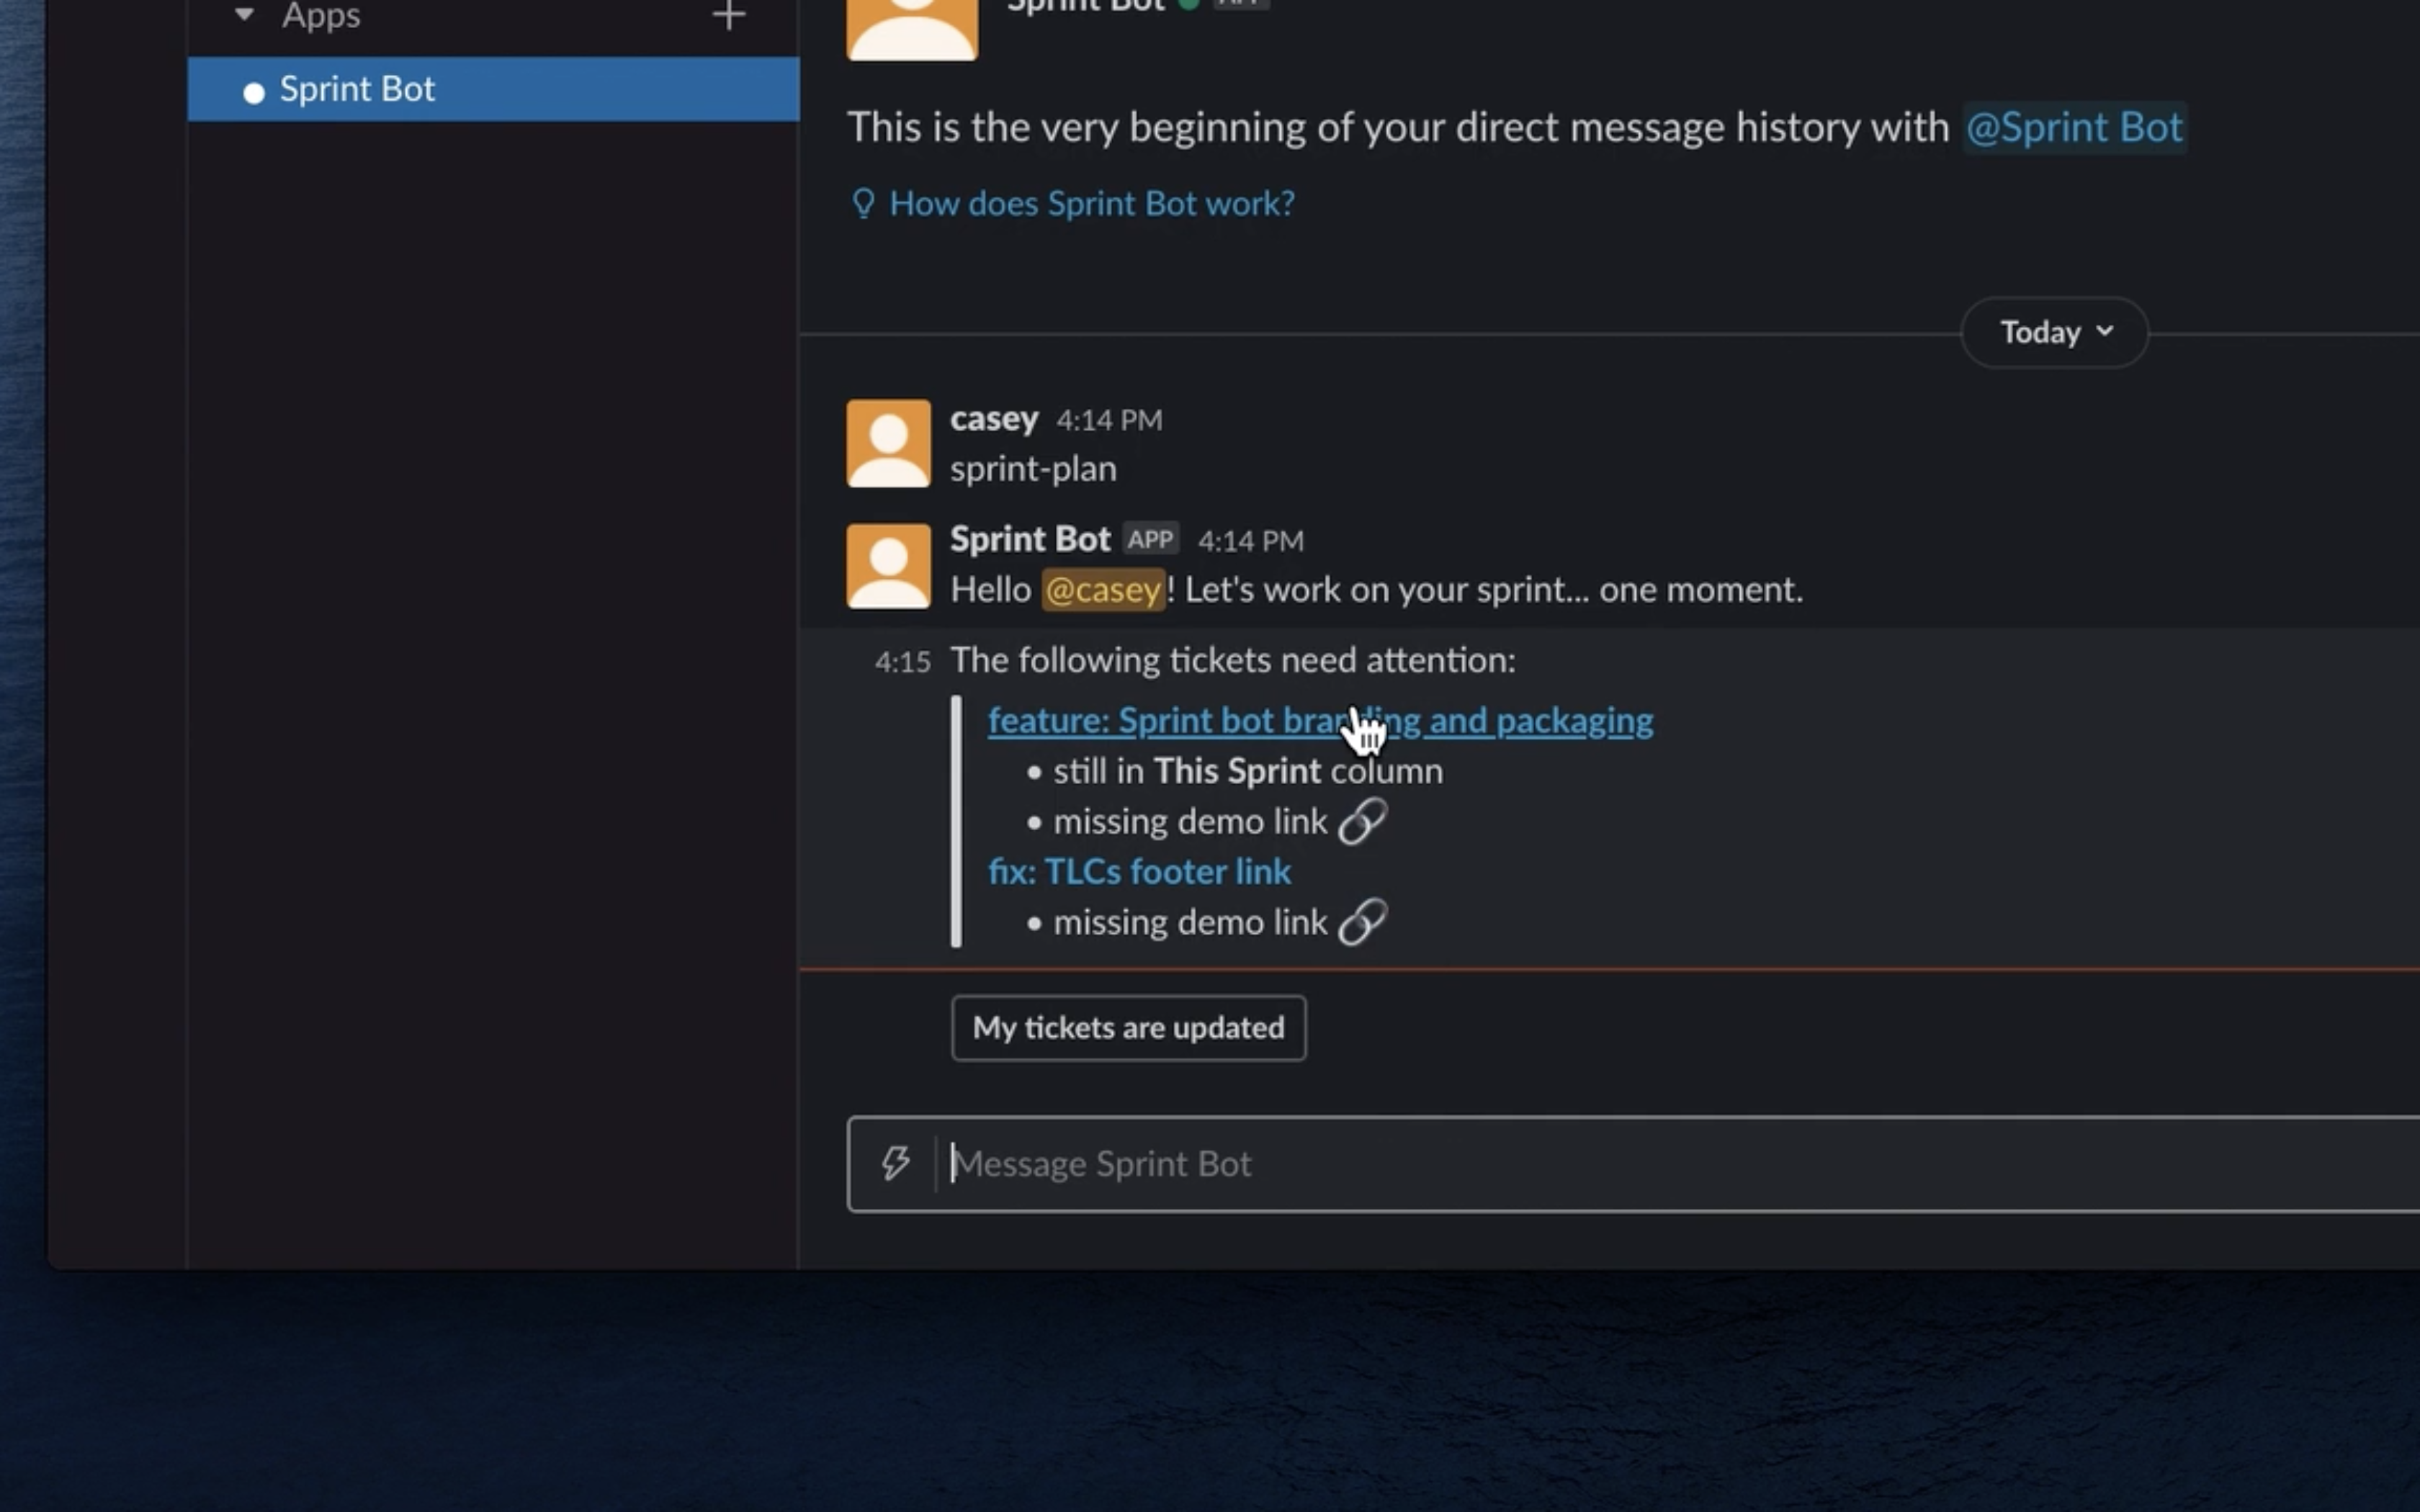 Apps
Sprint Bot APP
Sprint Bot
This is the very beginning of your direct message history with @Sprint Bot
How does Sprint Bot work?
Today
casey 4:14 PM
sprint-plan
Sprint Bot APP 4:14 PM
Hello @casey! Let's work on your sprint... one moment.
4:15 The following tickets need attention:
feature: Sprint bot branding and packaging
• still in This Sprint column
• missing demo link 🔗
fix: TLCs footer link
• missing demo link 🔗
My tickets are updated
Message Sprint Bot